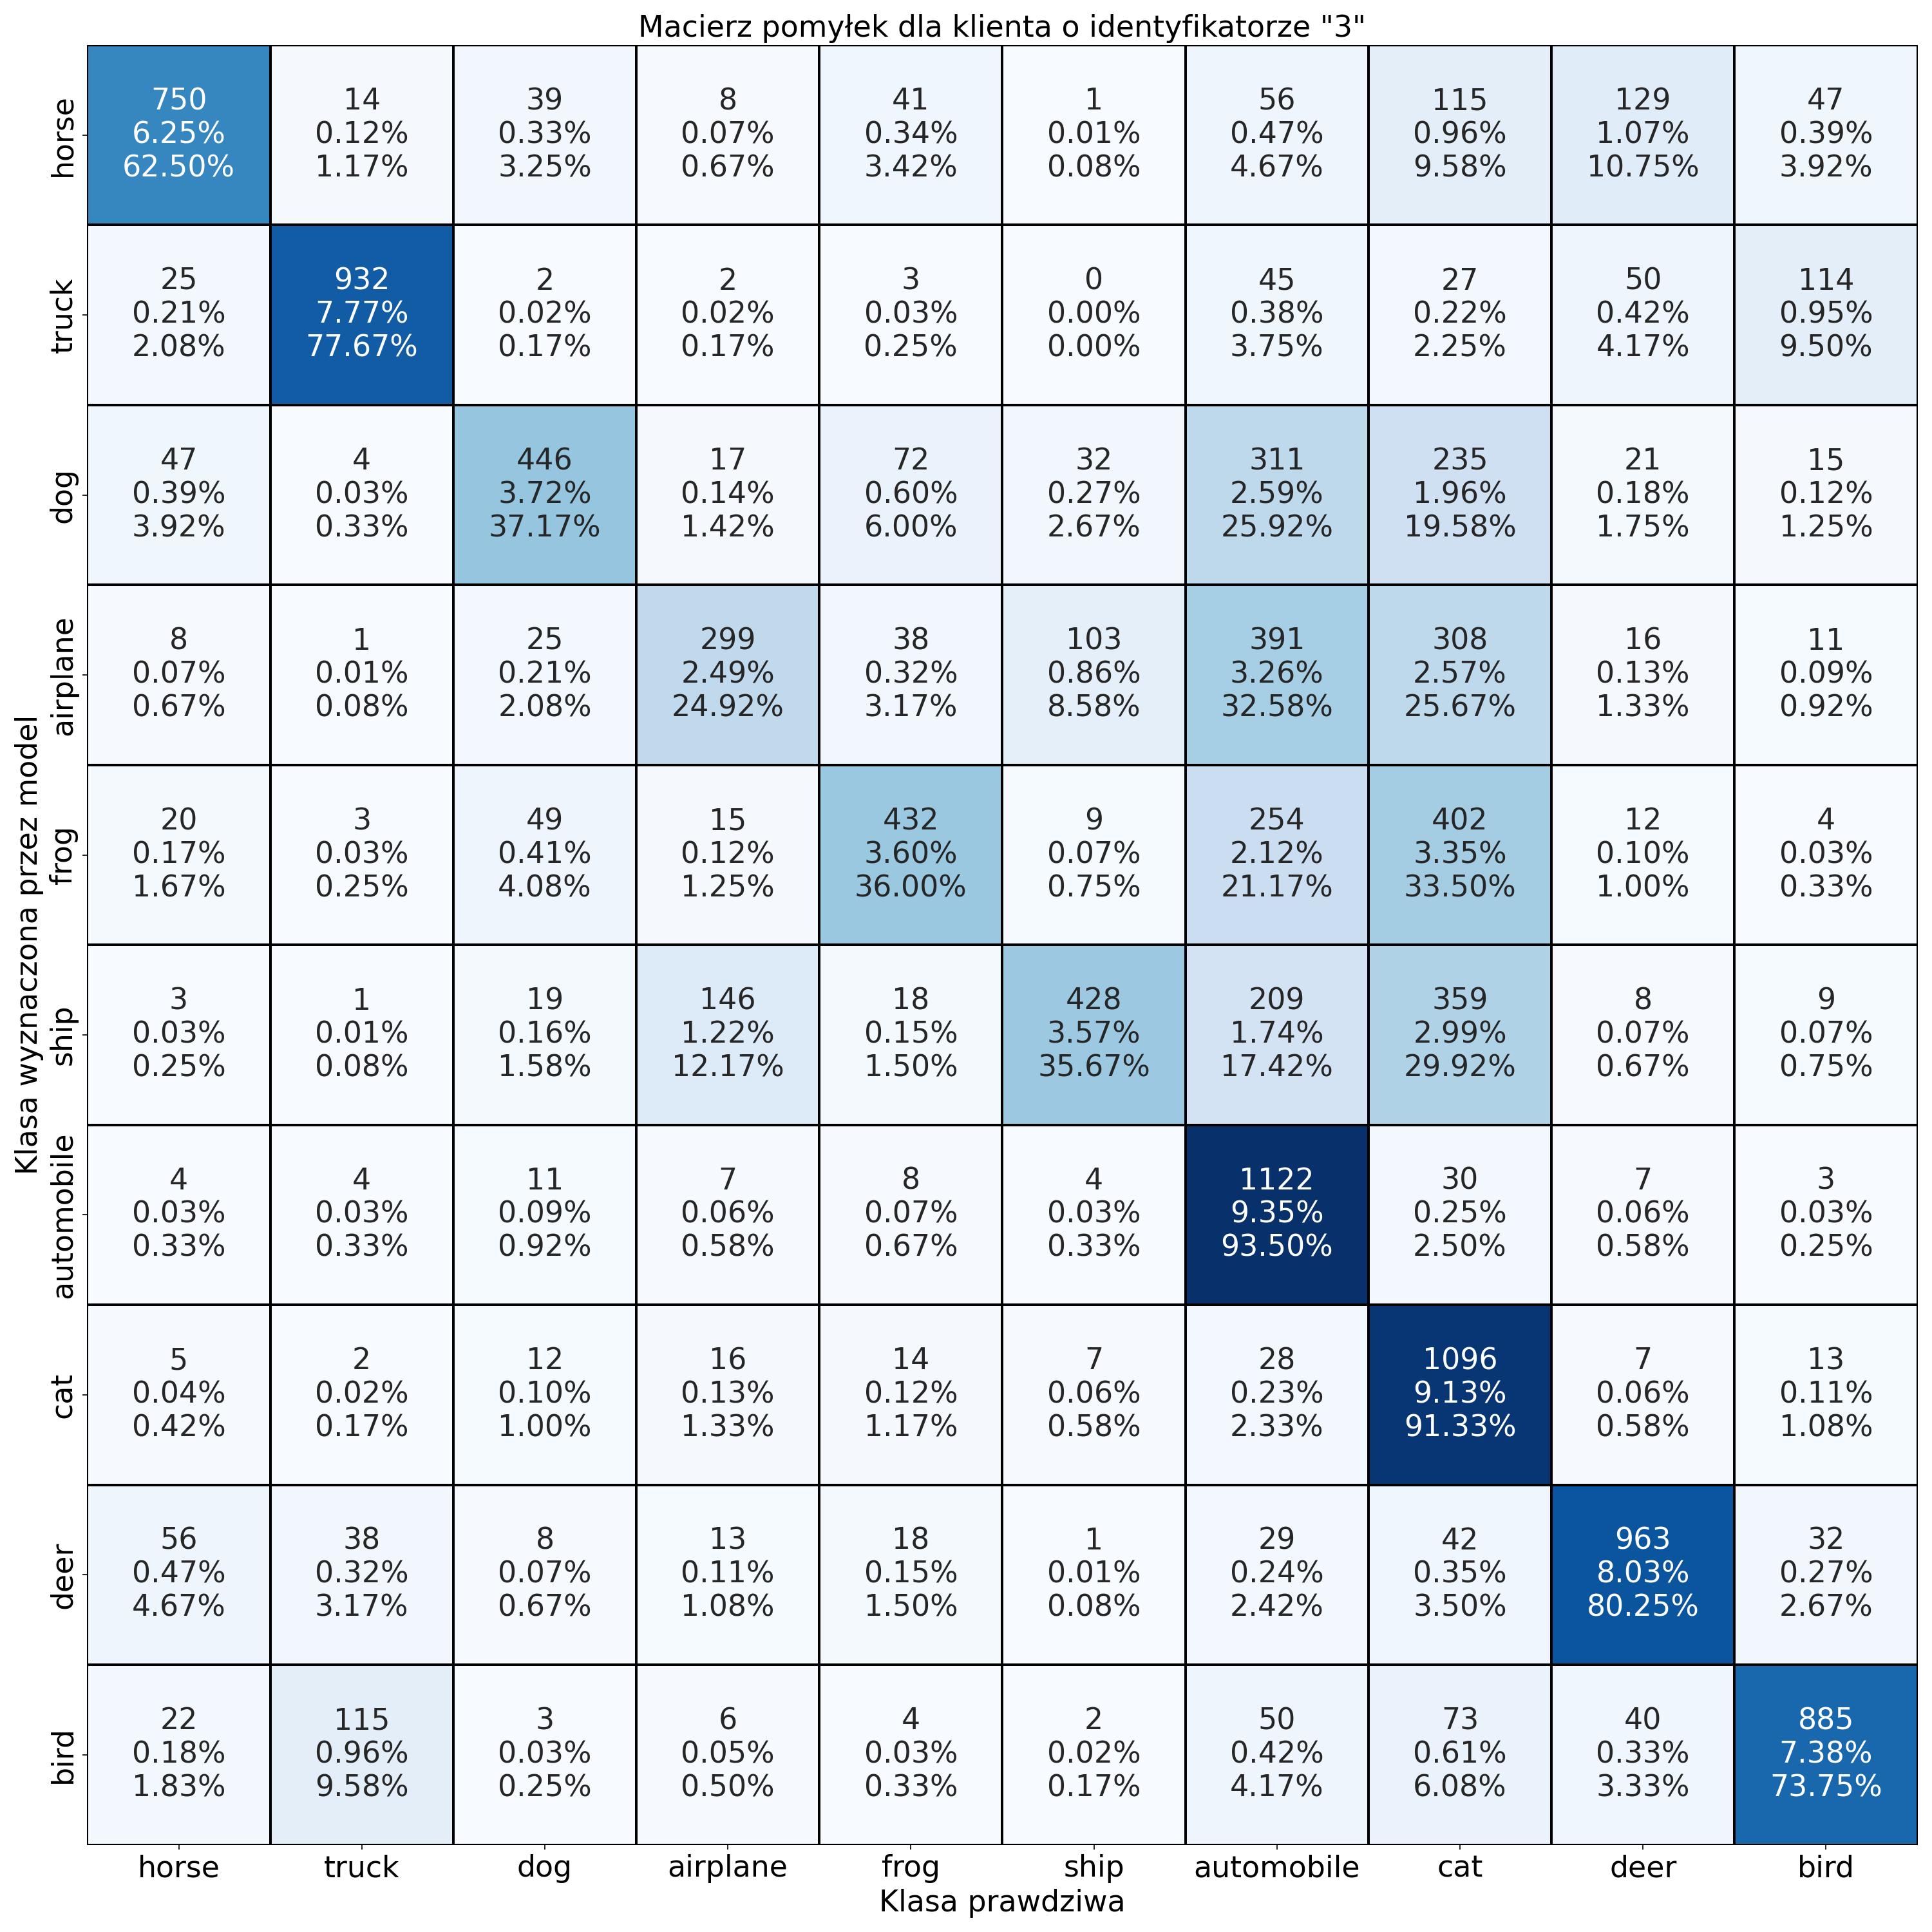 Macierz pomyłek dla klienta o identyfikatorze "3"
Klasa wyznaczona przez model
horse
750 14 39 8 41 1 56 115 129 47
6.25% 0.12% 0.33% 0.07% 0.34% 0.01% 0.47% 0.96% 1.07% 0.39%
62.50% 1.17% 3.25% 0.67% 3.42% 0.08% 4.67% 9.58% 10.75% 3.92%
truck
25 932 2 2 3 0 45 27 50 114
0.21% 7.77% 0.02% 0.02% 0.03% 0.00% 0.38% 0.22% 0.42% 0.95%
2.08% 77.67% 0.17% 0.17% 0.25% 0.00% 3.75% 2.25% 4.17% 9.50%
dog
47 4 446 17 72 32 311 235 21 15
0.39% 0.03% 3.72% 0.14% 0.60% 0.27% 2.59% 1.96% 0.18% 0.12%
3.92% 0.33% 37.17% 1.42% 6.00% 2.67% 25.92% 19.58% 1.75% 1.25%
airplane
8 1 25 299 38 103 391 308 16 11
0.07% 0.01% 0.21% 2.49% 0.32% 0.86% 3.26% 2.57% 0.13% 0.09%
0.67% 0.08% 2.08% 24.92% 3.17% 8.58% 32.58% 25.67% 1.33% 0.92%
frog
20 3 49 15 432 9 254 402 12 4
0.17% 0.03% 0.41% 0.12% 3.60% 0.07% 2.12% 3.35% 0.10% 0.03%
1.67% 0.25% 4.08% 1.25% 36.00% 0.75% 21.17% 33.50% 1.00% 0.33%
ship
3 1 19 146 18 428 209 359 8 9
0.03% 0.01% 0.16% 1.22% 0.15% 3.57% 1.74% 2.99% 0.07% 0.07%
0.25% 0.08% 1.58% 12.17% 1.50% 35.67% 17.42% 29.92% 0.67% 0.75%
automobile
4 4 11 7 8 4 1122 30 7 3
0.03% 0.03% 0.09% 0.06% 0.07% 0.03% 9.35% 0.25% 0.06% 0.03%
0.33% 0.33% 0.92% 0.58% 0.67% 0.33% 93.50% 2.50% 0.58% 0.25%
cat
5 2 12 16 14 7 28 1096 7 13
0.04% 0.02% 0.10% 0.13% 0.12% 0.06% 0.23% 9.13% 0.06% 0.11%
0.42% 0.17% 1.00% 1.33% 1.17% 0.58% 2.33% 91.33% 0.58% 1.08%
deer
56 38 8 13 18 1 29 42 963 32
0.47% 0.32% 0.07% 0.11% 0.15% 0.01% 0.24% 0.35% 8.03% 0.27%
4.67% 3.17% 0.67% 1.08% 1.50% 0.08% 2.42% 3.50% 80.25% 2.67%
bird
22 115 3 6 4 2 50 73 40 885
0.18% 0.96% 0.03% 0.05% 0.03% 0.02% 0.42% 0.61% 0.33% 7.38%
1.83% 9.58% 0.25% 0.50% 0.33% 0.17% 4.17% 6.08% 3.33% 73.75%
horse truck dog airplane frog ship automobile cat deer bird
Klasa prawdziwa